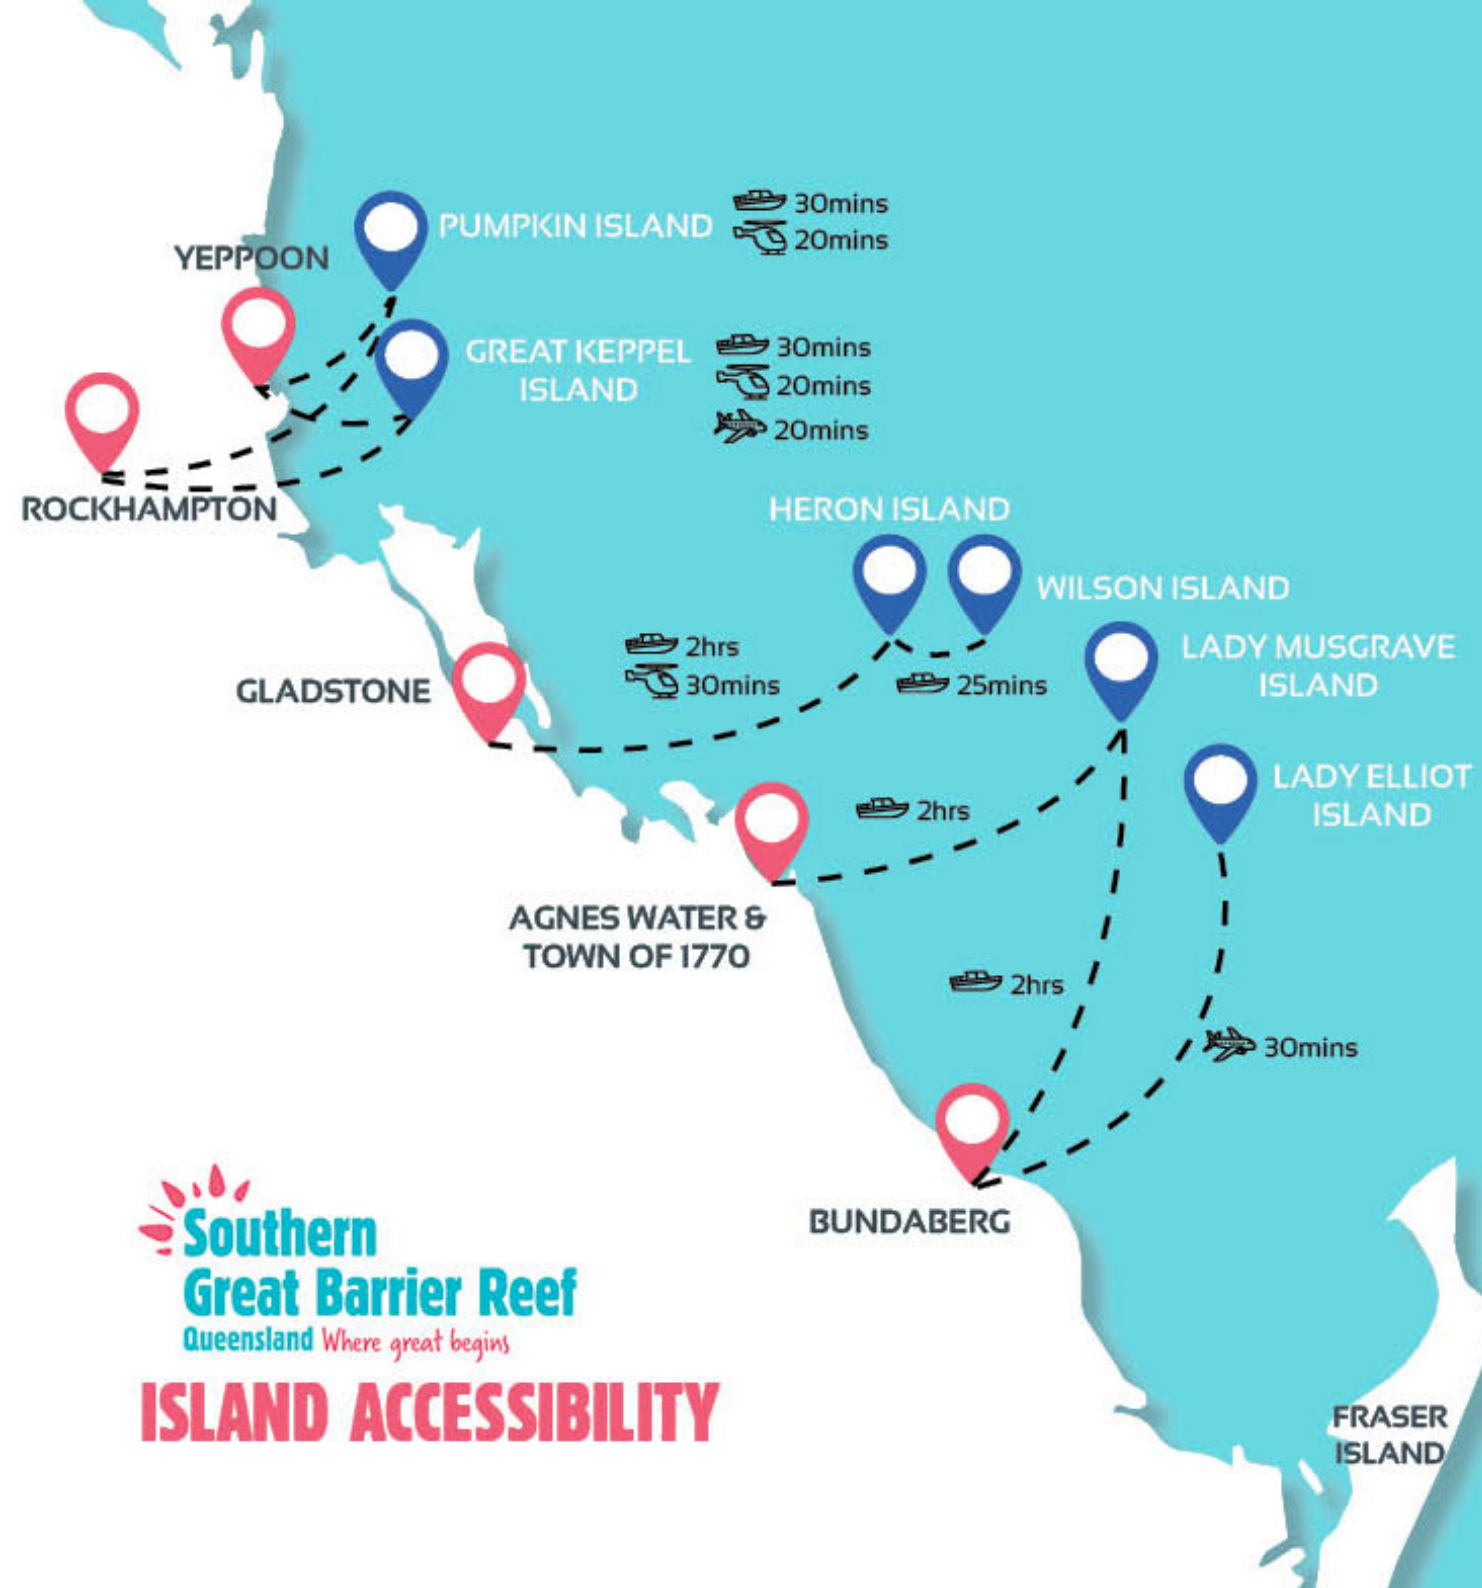 PUMPKIN ISLAND
30mins
20mins
YEPPOON
GREAT KEPPEL
ISLAND
30mins
20mins
20mins
ROCKHAMPTON
HERON ISLAND
WILSON ISLAND
2hrs
30mins
25mins
GLADSTONE
LADY MUSGRAVE
ISLAND
LADY ELLIOT
ISLAND
2hrs
AGNES WATER &
TOWN OF 1770
2hrs
30mins
BUNDABERG
Southern
Great Barrier Reef
Queensland Where great begins
ISLAND ACCESSIBILITY
FRASER
ISLAND